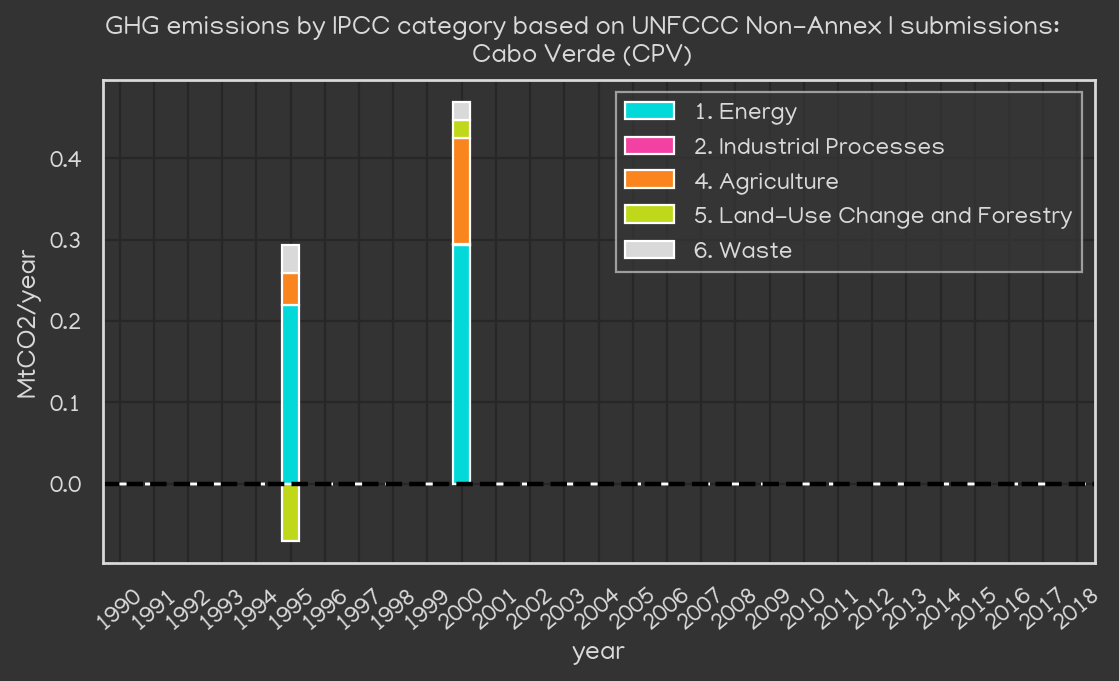 GHG emissions by IPCC category based on UNFCCC Non-Annex I submissions:
Cabo Verde (CPV)
1. Energy
2. Industrial Processes
4. Agriculture
5. Land-Use Change and Forestry
6. Waste
MtCO2/year
0.4
0.3
0.2
0.1
0.0
1990 1991 1992 1993 1994 1995 1996 1997 1998 1999 2000 2001 2002 2003 2004 2005 2006 2007 2008 2009 2010 2011 2012 2013 2014 2015 2016 2017 2018
year